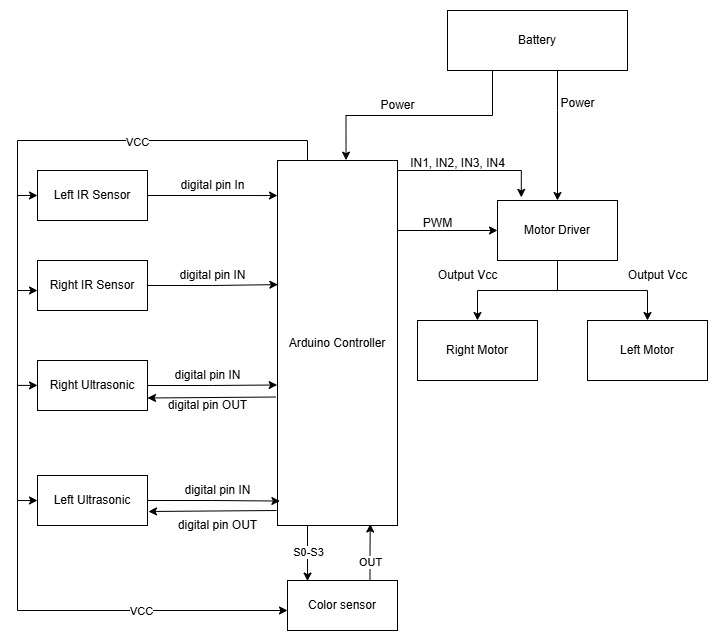 Battery
Power
Power
VCC
IN1, IN2, IN3, IN4
Left IR Sensor
digital pin In
PWM
Motor Driver
Right IR Sensor
digital pin IN
Output Vcc
Output Vcc
Arduino Controller
Right Motor
Left Motor
Right Ultrasonic
digital pin IN
digital pin OUT
Left Ultrasonic
digital pin IN
digital pin OUT
S0-S3
OUT
VCC
Color sensor